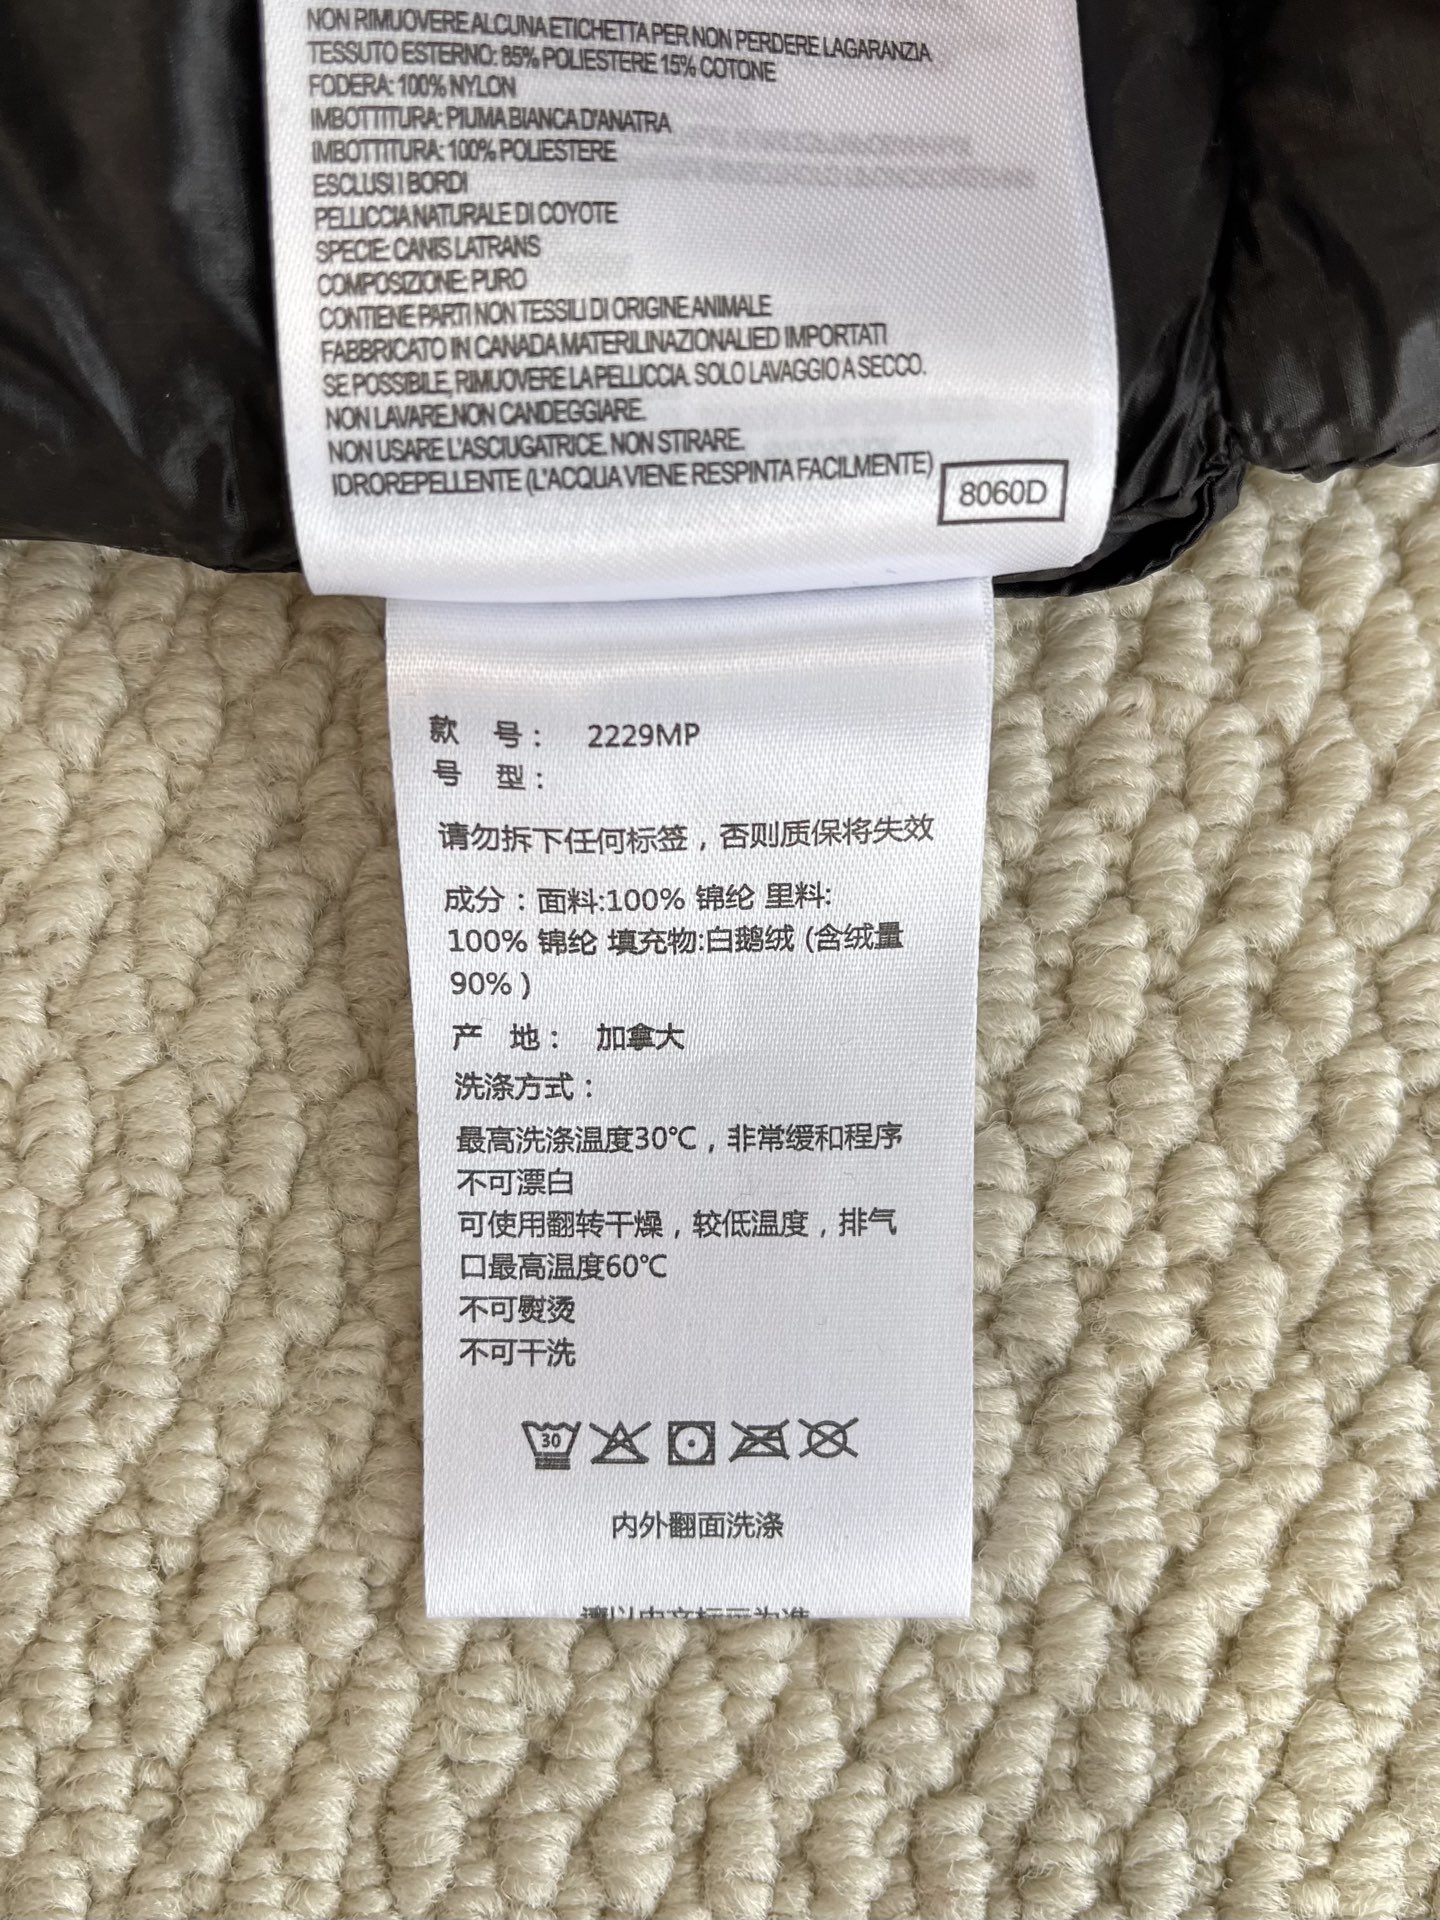 NON RIMUOVERE ALCUNA ETICHETTA PER NON PERDERE LAGARANZIA
TESSUTO ESTERNO: 85% POLIESTERE 15% COTONE
FODERA: 100% NYLON
IMBOTTITURA: PIUMA BIANCA D'ANATRA
IMBOTTITURA: 100% POLIESTERE
ESCLUSI I BORDI
PELLICCIA NATURALE DI COYOTE
SPECIE: CANIS LATRANS
COMPOSIZIONE: PURO
CONTIENE PARTI NON TESSILI DI ORIGINE ANIMALE
FABBRICATO IN CANADA MATERILINAZIONALIED IMPORTATI
SE POSSIBILE, RIMUOVERE LA PELLICCIA. SOLO LAVAGGIO A SECCO.
NON LAVARE.NON CANDEGGIARE.
NON USARE L'ASCIUGATRICE. NON STIRARE.
IDROREPELLENTE (L'ACQUA VIENE RESPINTA FACILMENTE)
8060D
款 号： 2229MP
号 型：
请勿拆下任何标签，否则质保将失效
成分：面料:100% 锦纶 里料:
100% 锦纶 填充物:白鹅绒 (含绒量
90% )
产 地： 加拿大
洗涤方式：
最高洗涤温度30℃，非常缓和程序
不可漂白
可使用翻转干燥，较低温度，排气
口最高温度60℃
不可熨烫
不可干洗
30
内外翻面洗涤